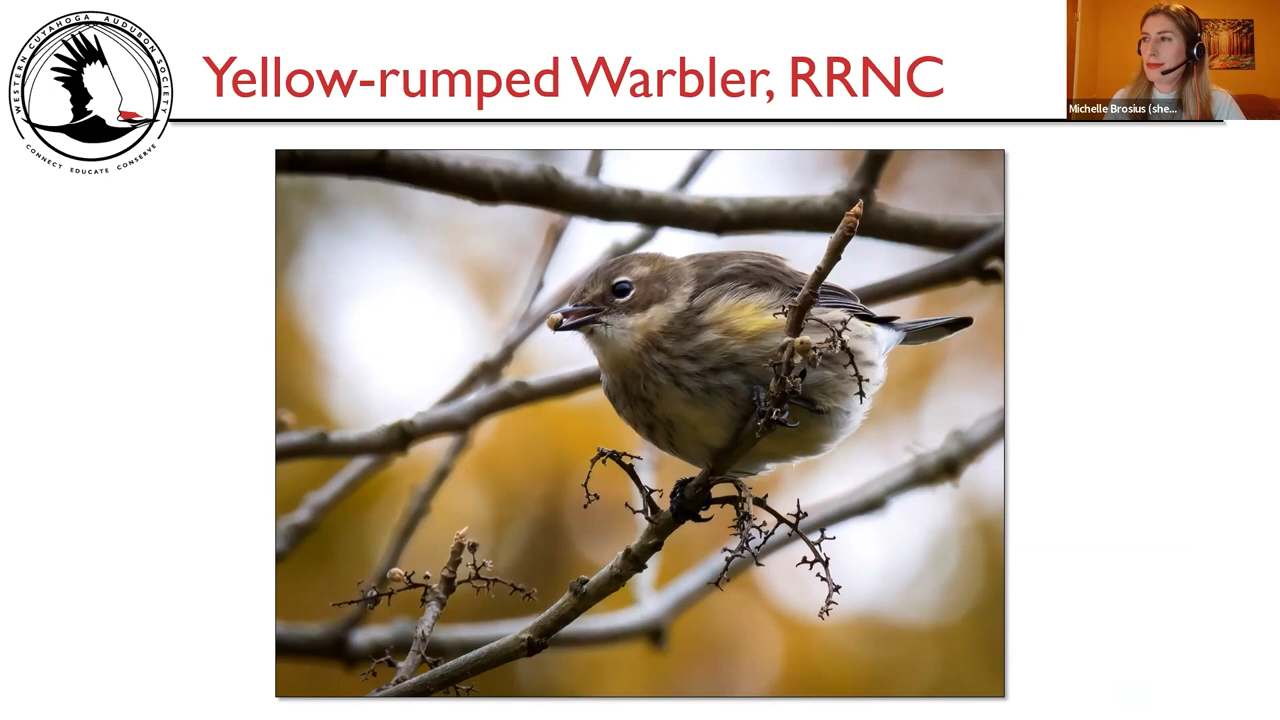 WESTERN CUYAHOGA AUDUBON SOCIETY
CONNECT EDUCATE CONSERVE
Yellow-rumped Warbler, RRNC
Michelle Brosius (she...